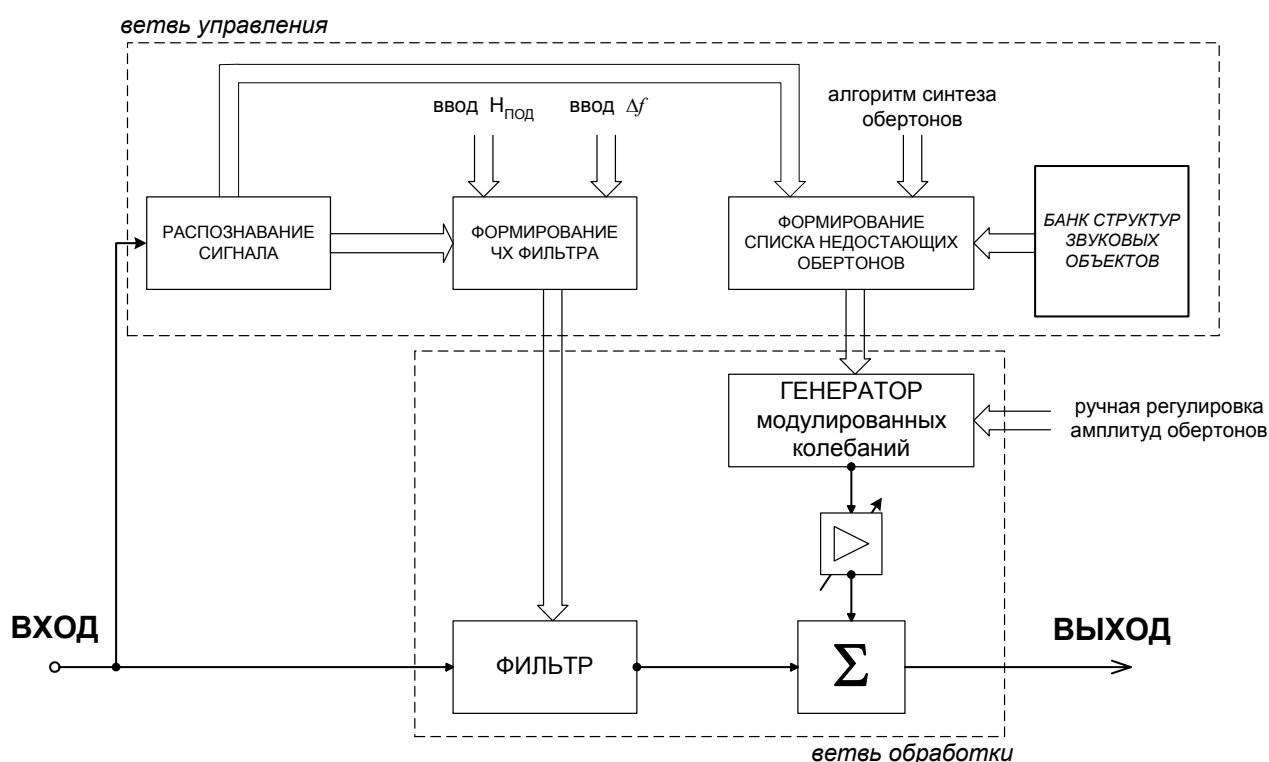 ветвь управления
ввод HПОД
ввод Δf
алгоритм синтеза
обертонов
РАСПОЗНАВАНИЕ
СИГНАЛА
ФОРМИРОВАНИЕ
ЧХ ФИЛЬТРА
ФОРМИРОВАНИЕ
СПИСКА НЕДОСТАЮЩИХ
ОБЕРТОНОВ
БАНК СТРУКТУР
ЗВУКОВЫХ
ОБЪЕКТОВ
ГЕНЕРАТОР
модулированных
колебаний
ручная регулировка
амплитуд обертонов
ВХОД
ФИЛЬТР
Σ
ВЫХОД
ветвь обработки